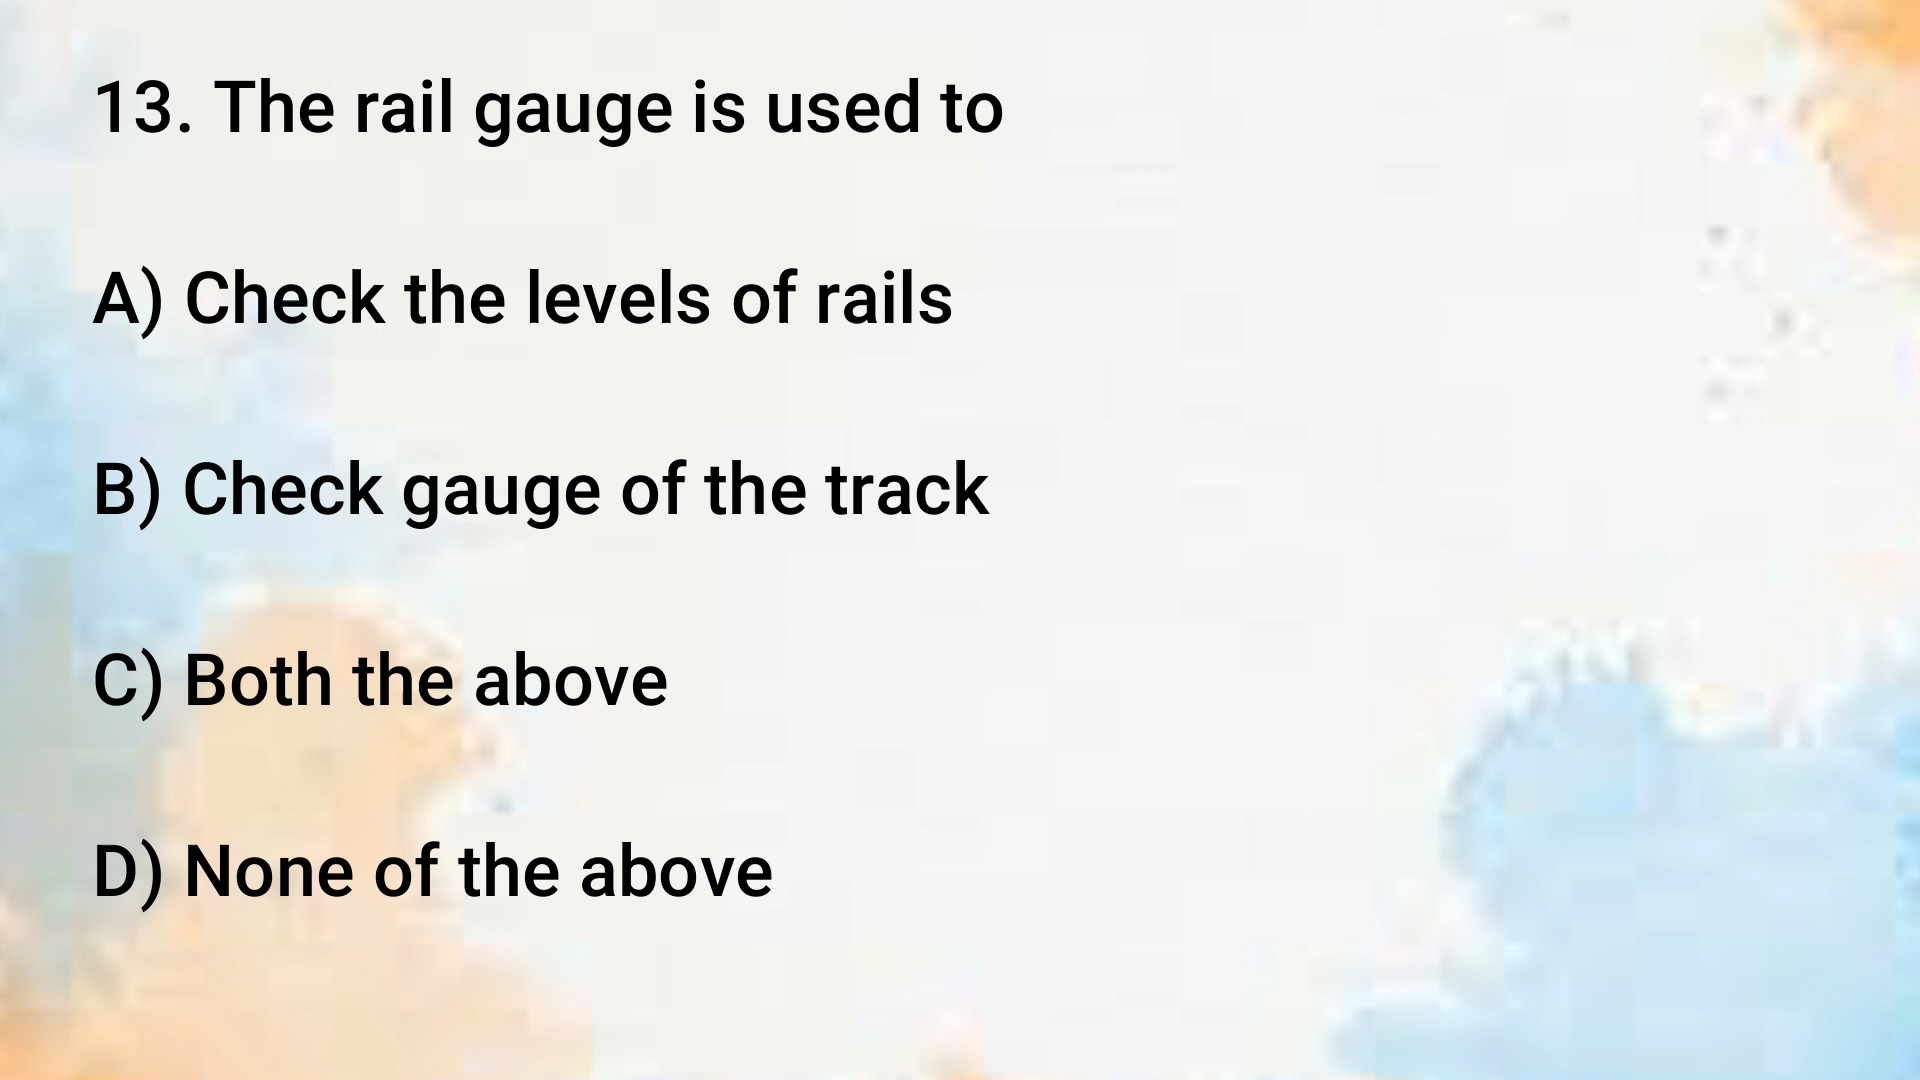 13. The rail gauge is used to
A) Check the levels of rails
B) Check gauge of the track
C) Both the above
D) None of the above